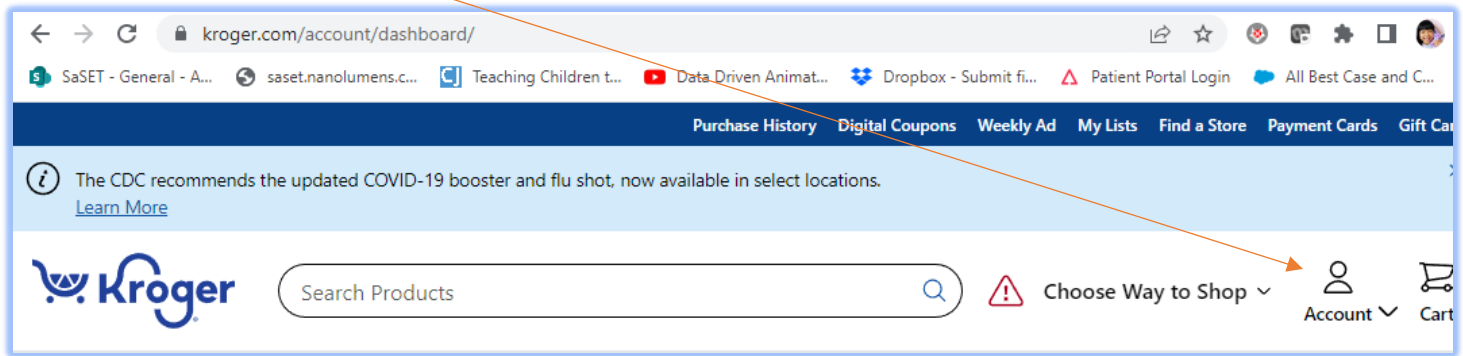 kroger.com/account/dashboard/
SaSET - General - A... saset.nanolumens.c... Teaching Children t... Data Driven Animat... Dropbox - Submit fi... Patient Portal Login All Best Case and C...
Purchase History Digital Coupons Weekly Ad My Lists Find a Store Payment Cards Gift Car
The CDC recommends the updated COVID-19 booster and flu shot, now available in select locations.
Learn More
Kroger Search Products Choose Way to Shop Account Cart